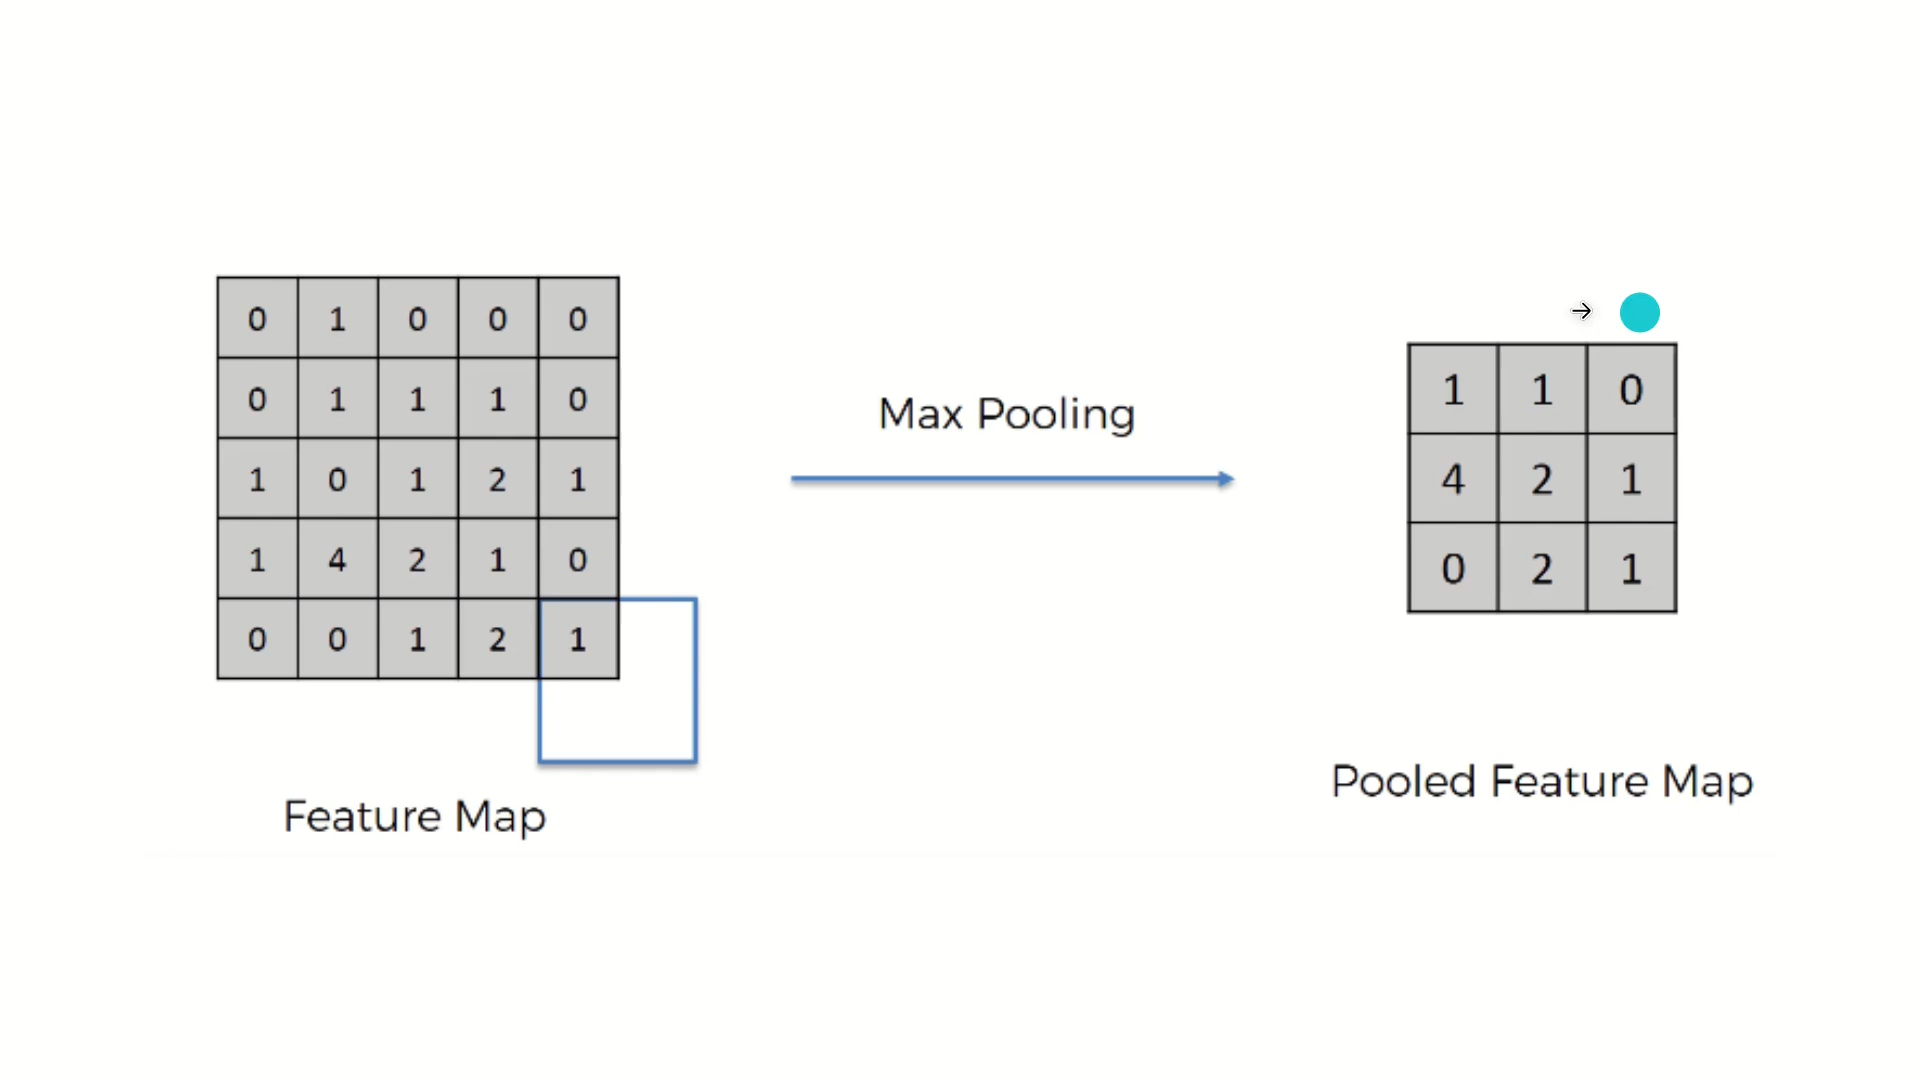 0 1 0 0 0
0 1 1 1 0
1 0 1 2 1
1 4 2 1 0
0 0 1 2 1
Feature Map
Max Pooling
→
1 1 0
4 2 1
0 2 1
Pooled Feature Map